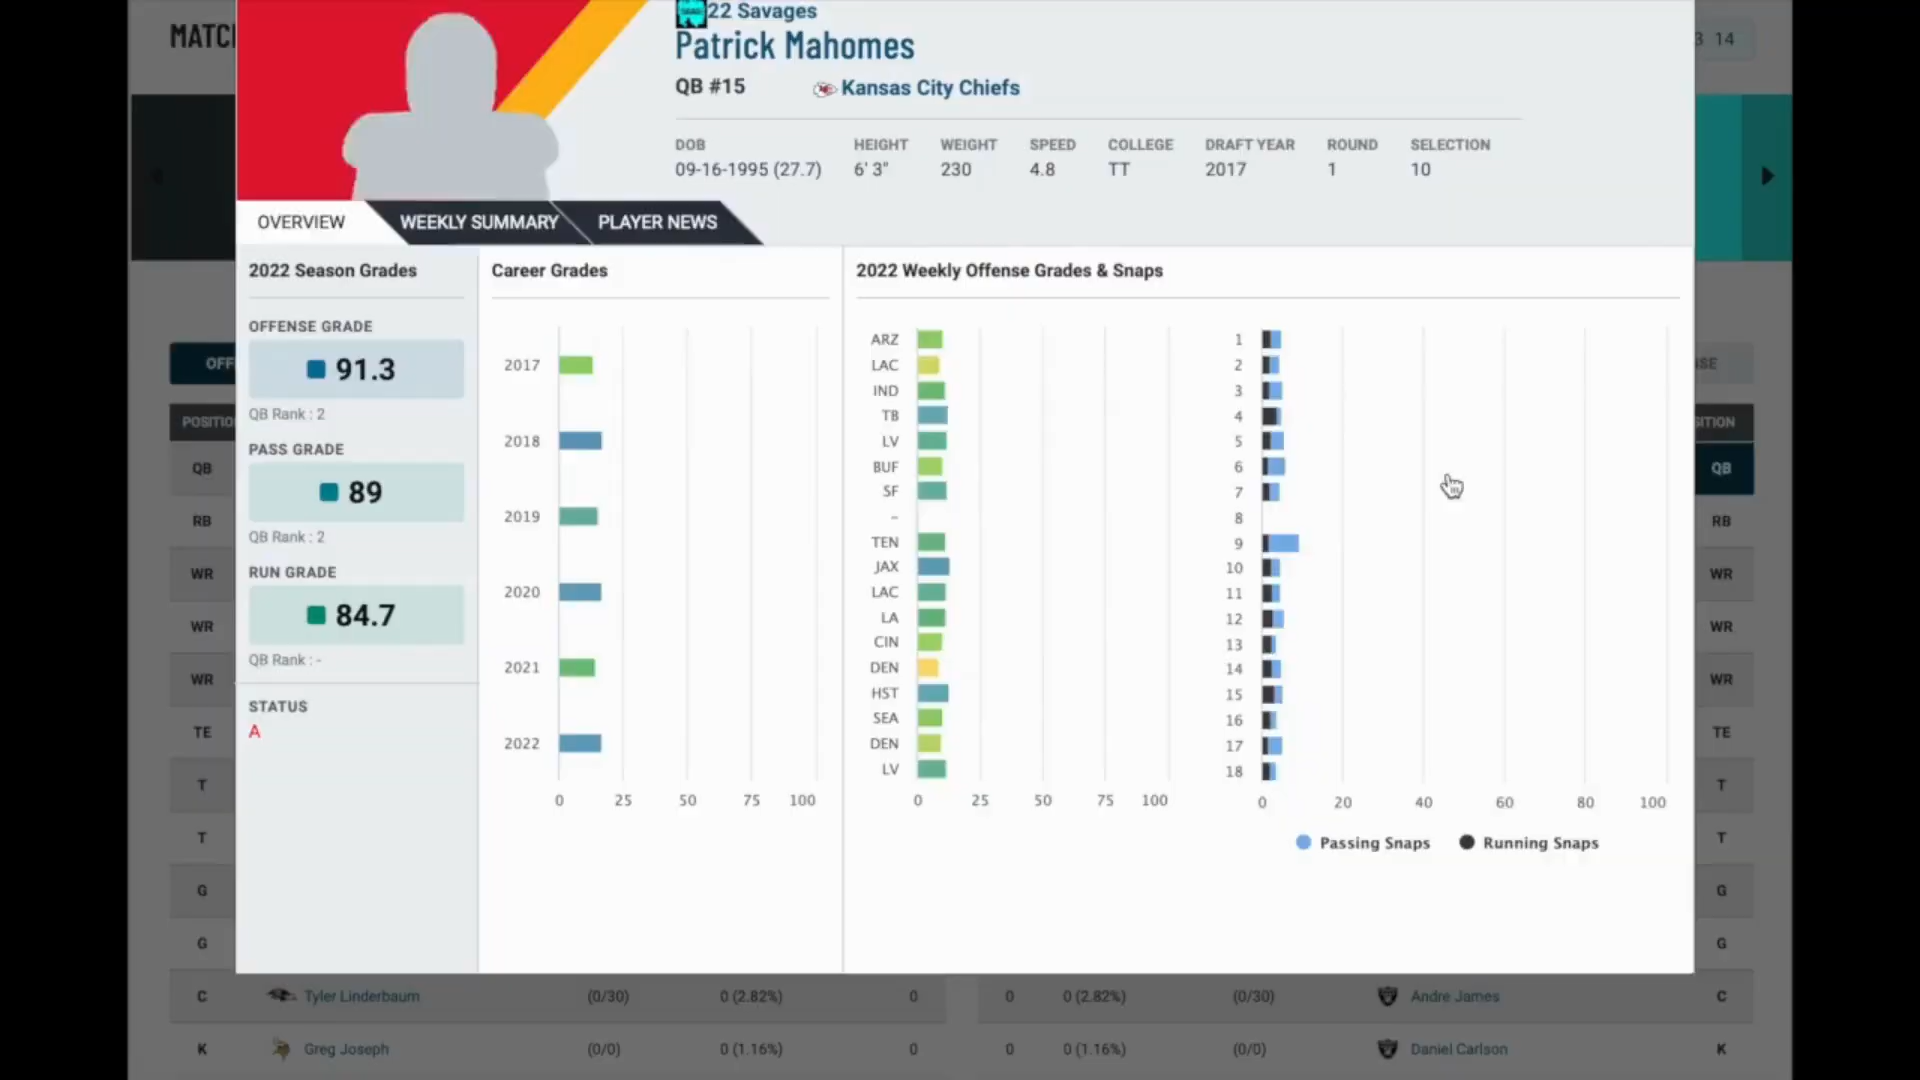 MATC
3 14
22 Savages
Patrick Mahomes
QB #15
Kansas City Chiefs
DOB HEIGHT WEIGHT SPEED COLLEGE DRAFT YEAR ROUND SELECTION
09-16-1995 (27.7) 6' 3" 230 4.8 TT 2017 1 10
OVERVIEW WEEKLY SUMMARY PLAYER NEWS
2022 Season Grades
OFFENSE GRADE
91.3
QB Rank : 2
PASS GRADE
89
QB Rank : 2
RUN GRADE
84.7
QB Rank : -
STATUS
A
Career Grades
2017
2018
2019
2020
2021
2022
0 25 50 75 100
2022 Weekly Offense Grades & Snaps
ARZ
LAC
IND
TB
LV
BUF
SF
–
TEN
JAX
LAC
LA
CIN
DEN
HST
SEA
DEN
LV
0 25 50 75 100
1
2
3
4
5
6
7
8
9
10
11
12
13
14
15
16
17
18
0 20 40 60 80 100
Passing Snaps Running Snaps
OFF
POSITIO
QB
RB
WR
WR
WR
TE
T
T
G
G
NSE
SITION
QB
RB
WR
WR
WR
TE
T
T
G
G
C Tyler Linderbaum (0/30) 0 (2.82%) 0 0 0 (2.82%) (0/30) Andre James C
K Greg Joseph (0/0) 0 (1.16%) 0 0 0 (1.16%) (0/0) Daniel Carlson K